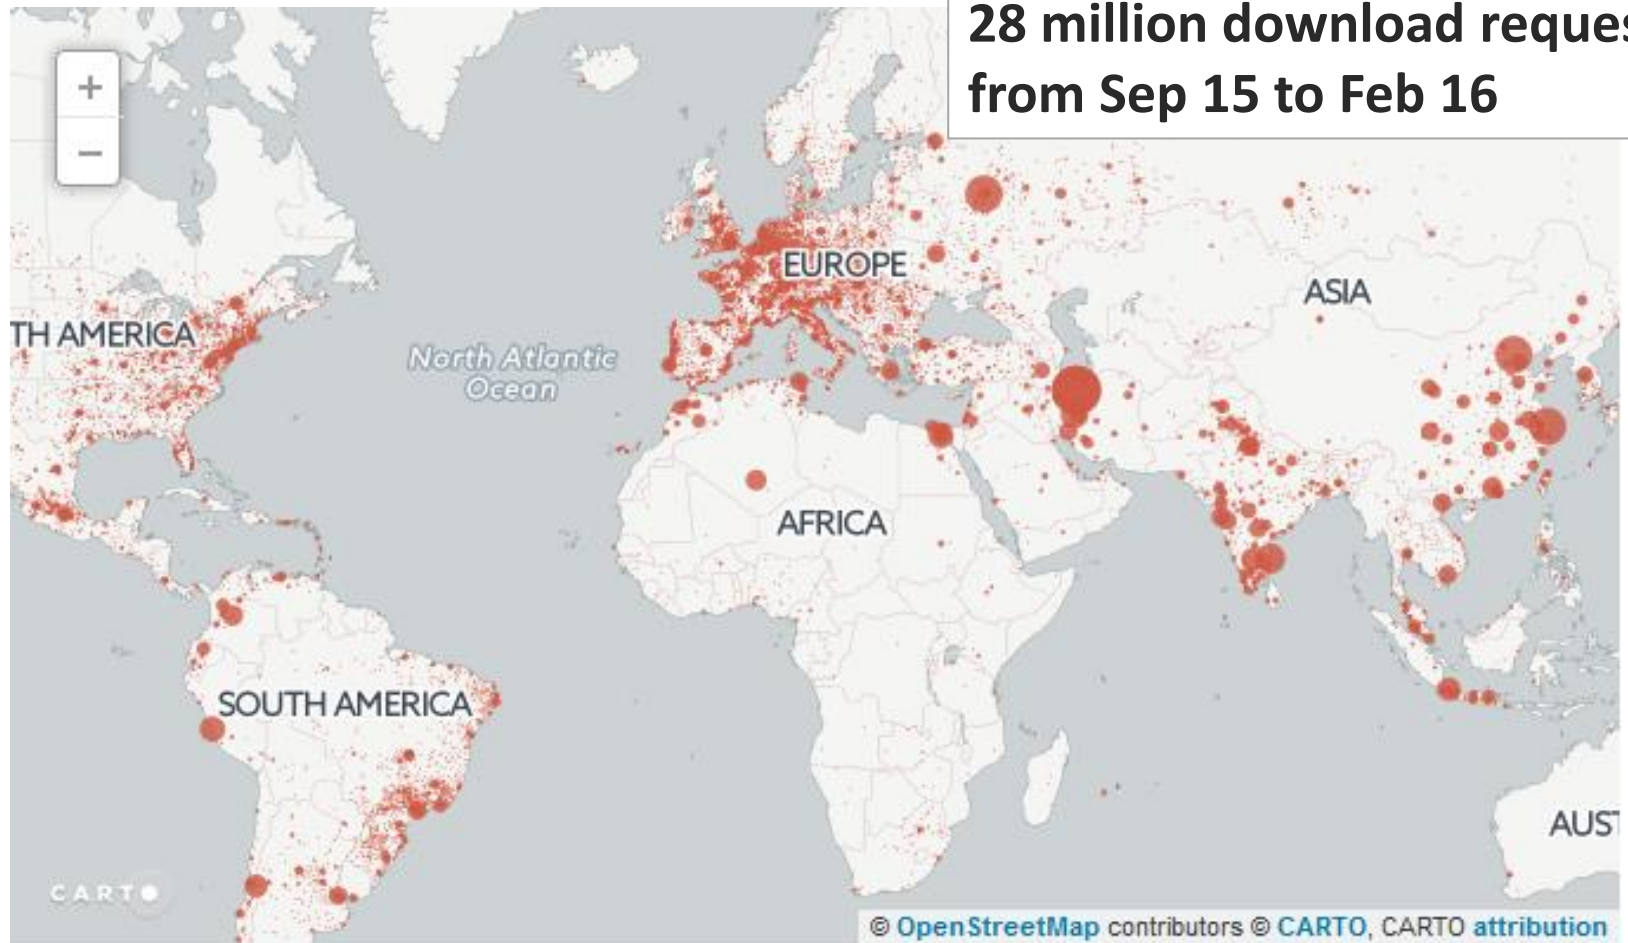 28 million download reques
from Sep 15 to Feb 16
+
−
EUROPE
ASIA
TH AMERICA
North Atlantic
Ocean
AFRICA
SOUTH AMERICA
AUST
CARTO
© OpenStreetMap contributors © CARTO, CARTO attribution